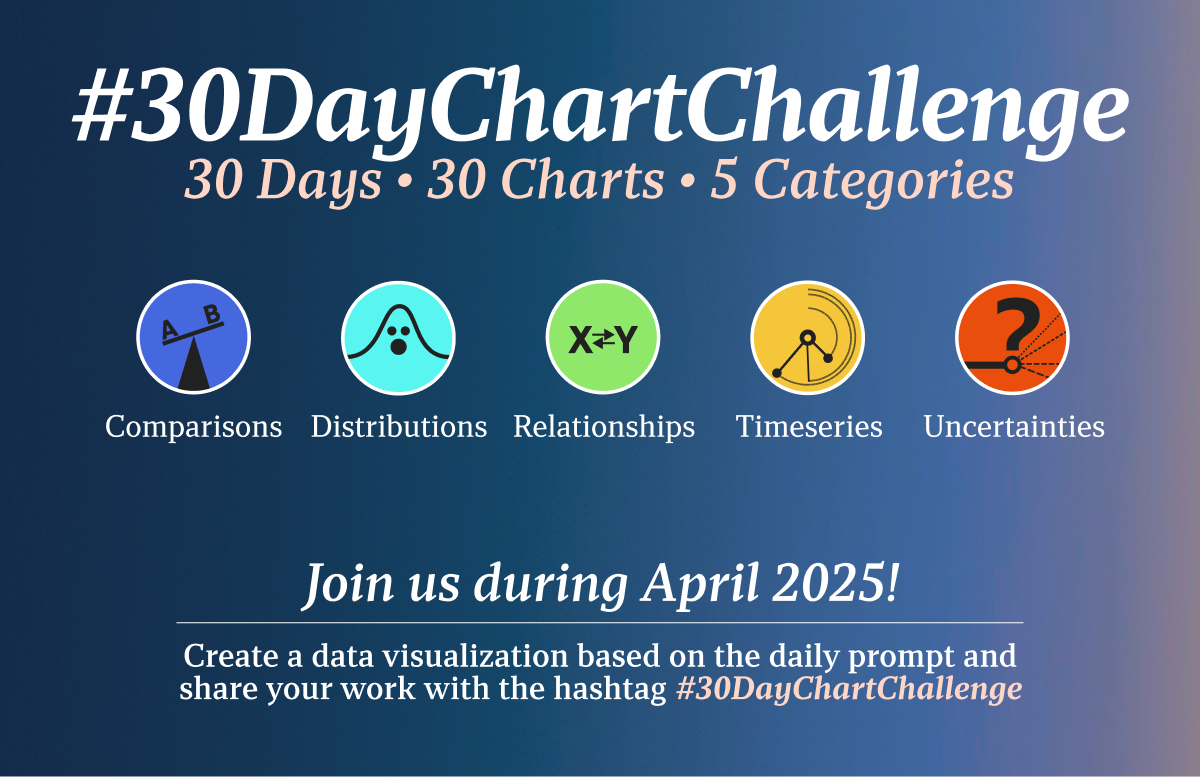 #30DayChartChallenge
30 Days • 30 Charts • 5 Categories
A B
X⇄Y
?
Comparisons Distributions Relationships Timeseries Uncertainties
Join us during April 2025!
Create a data visualization based on the daily prompt and
share your work with the hashtag #30DayChartChallenge